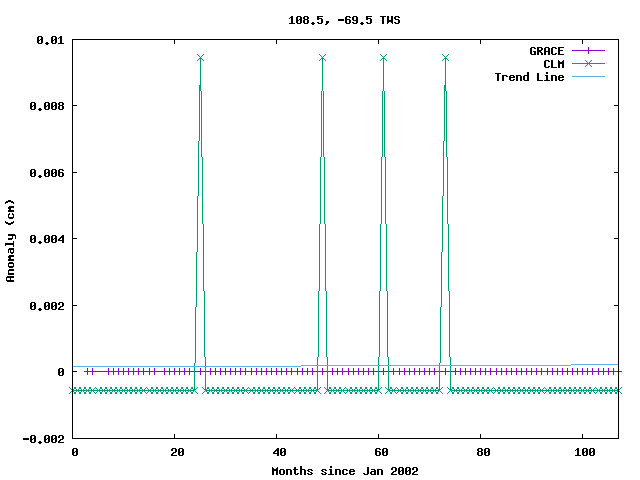 108.5, -69.5 TWS
0.01
0.008
0.006
0.004
0.002
0
-0.002
Anomaly (cm)
GRACE
CLM
Trend Line
0 20 40 60 80 100
Months since Jan 2002